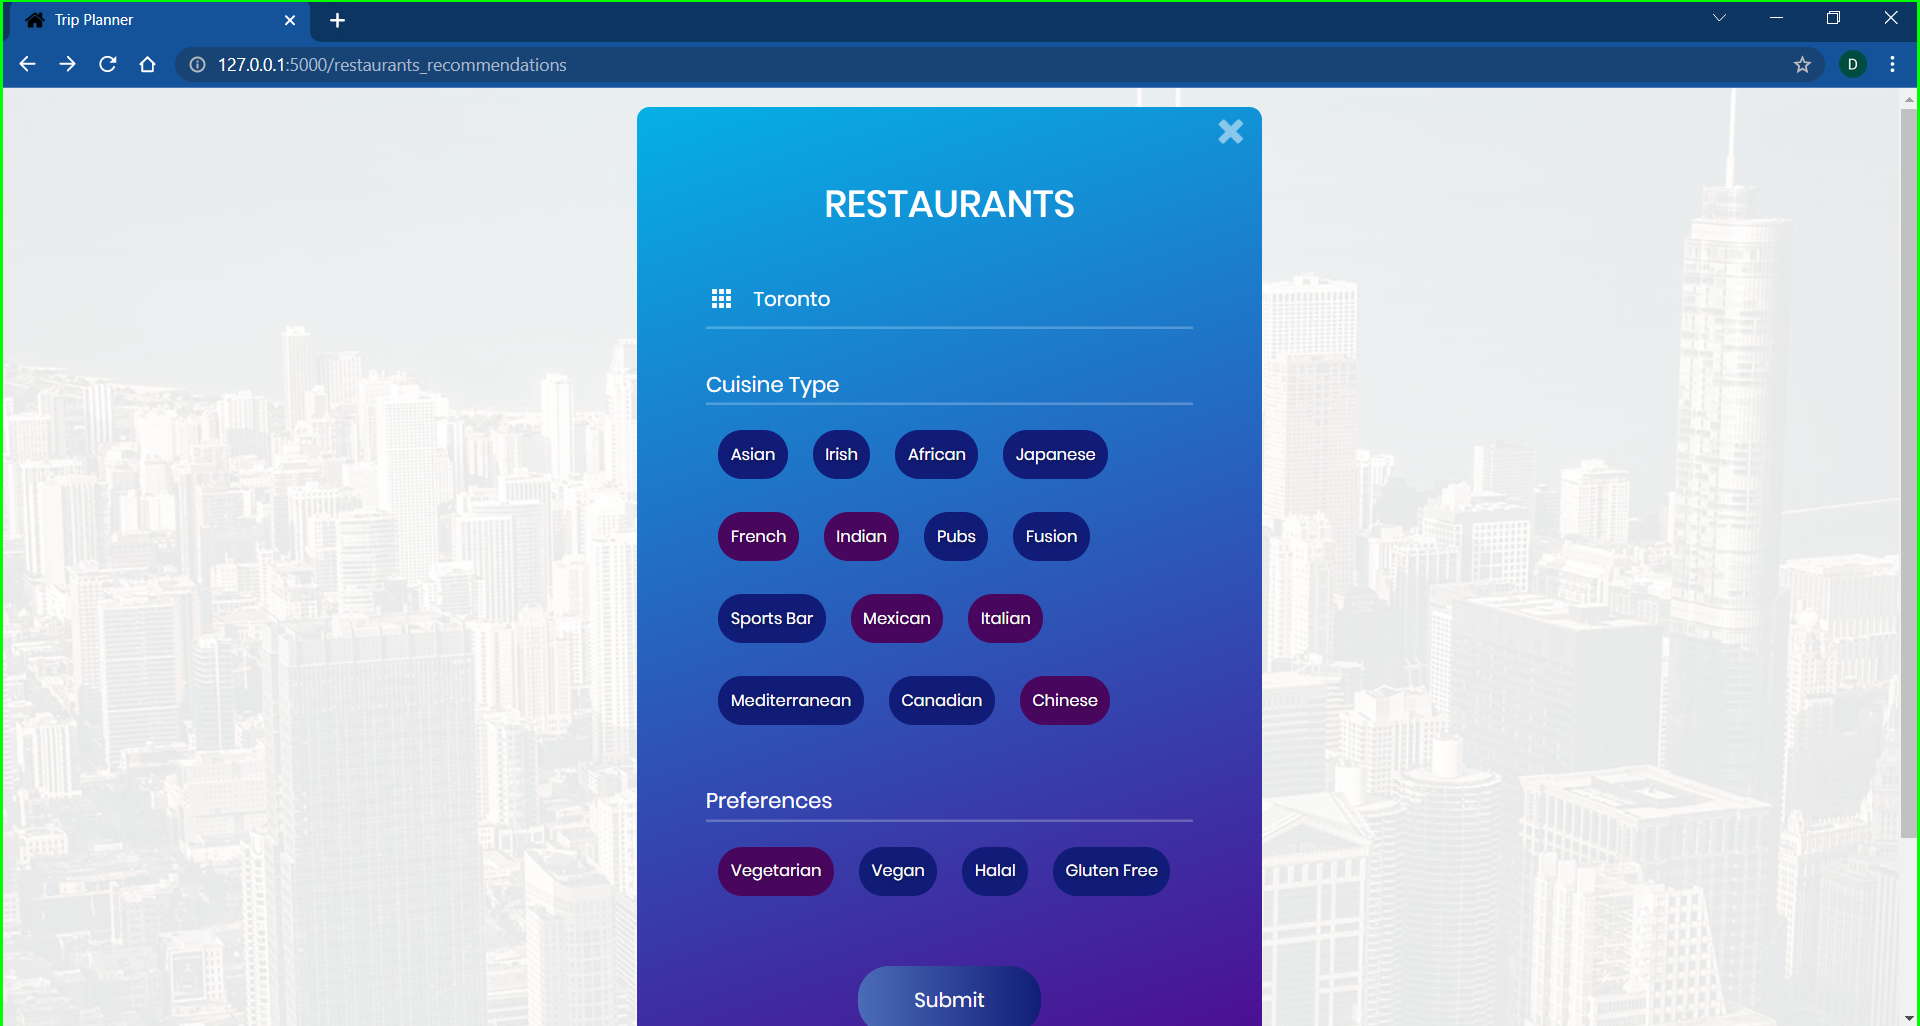 Trip Planner
127.0.0.1:5000/restaurants_recommendations
D
RESTAURANTS
Toronto
Cuisine Type
Asian Irish African Japanese
French Indian Pubs Fusion
Sports Bar Mexican Italian
Mediterranean Canadian Chinese
Preferences
Vegetarian Vegan Halal Gluten Free
Submit